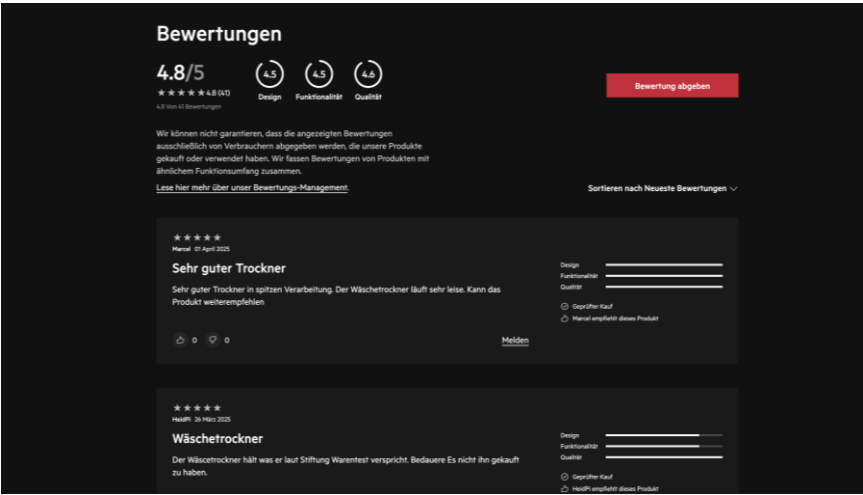 Bewertungen
4.8/5
4.8 (41)
4.8 Von 41 Bewertungen
4.5
Design
4.5
Funktionalität
4.6
Qualität
Bewertung abgeben
Wir können nicht garantieren, dass die angezeigten Bewertungen
ausschließlich von Verbrauchern abgegeben werden, die unsere Produkte
gekauft oder verwendet haben. Wir fassen Bewertungen von Produkten mit
ähnlichem Funktionsumfang zusammen.
Lese hier mehr über unser Bewertungs-Management.
Sortieren nach Neueste Bewertungen
Marcel 01 April 2025
Sehr guter Trockner
Sehr guter Trockner in spitzen Verarbeitung. Der Wäschetrockner läuft sehr leise. Kann das
Produkt weiterempfehlen
0 0
Melden
Design
Funktionalität
Qualität
Geprüfter Kauf
Marcel empfiehlt dieses Produkt
HeidPi 26 März 2025
Wäschetrockner
Der Wäscetrockner hält was er laut Stiftung Warentest verspricht. Bedauere Es nicht ihn gekauft
zu haben.
Design
Funktionalität
Qualität
Geprüfter Kauf
HeidPi empfiehlt dieses Produkt